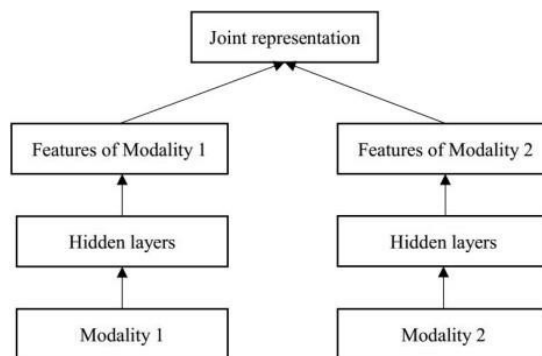 Joint representation
Features of Modality 1
Features of Modality 2
Hidden layers
Hidden layers
Modality 1
Modality 2